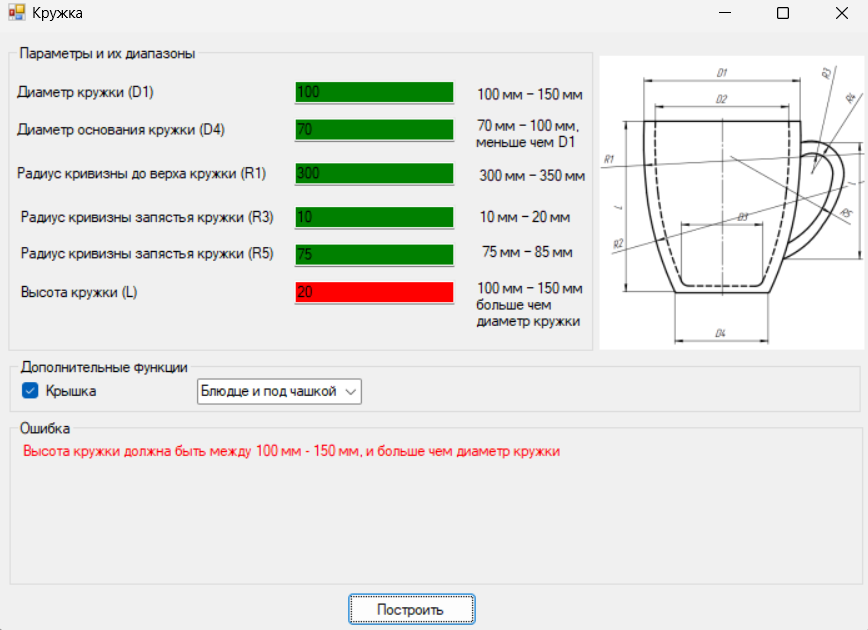 Кружка
Параметры и их диапазоны
Диаметр кружки (D1)
100
100 мм – 150 мм
Диаметр основания кружки (D4)
70
70 мм – 100 мм,
меньше чем D1
Радиус кривизны до верха кружки (R1)
300
300 мм – 350 мм
Радиус кривизны запястья кружки (R3)
10
10 мм – 20 мм
Радиус кривизны запястья кружки (R5)
75
75 мм – 85 мм
Высота кружки (L)
20
100 мм – 150 мм
больше чем
диаметр кружки
D1
D2
R3
R4
R1
L
R5
D3
R2
l
D4
Дополнительные функции
Крышка
Блюдце и под чашкой
Ошибка
Высота кружки должна быть между 100 мм - 150 мм, и больше чем диаметр кружки
Построить